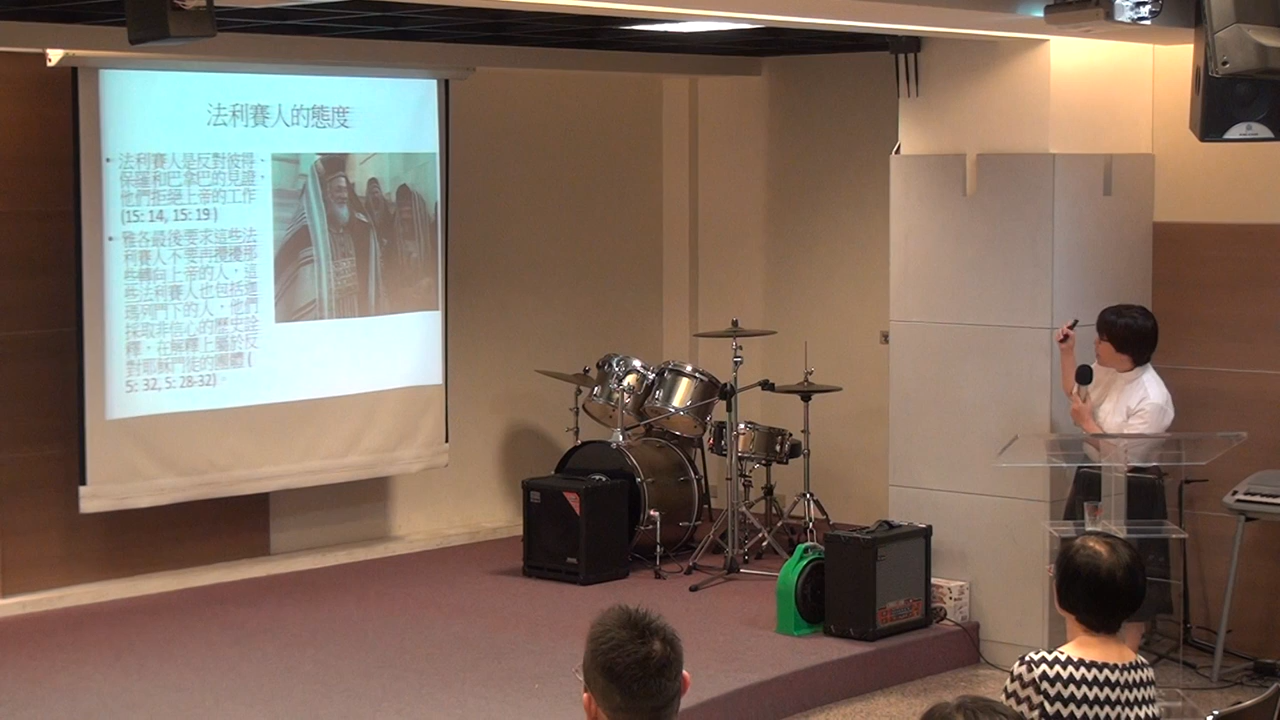 法利賽人的態度
• 法利賽人是反對彼得、
保羅和巴拿巴的見證，
他們拒絕上帝的工作
(15: 14, 15: 19 )
• 雅各最後要求這些法
利賽人不要再攪擾那
些轉向上帝的人，這
些法利賽人也包括迦
瑪列門下的人，他們
採取非信心的歷史詮
釋，在解釋上屬於反
對耶穌門徒的團體 (
5: 32, 5: 28-32)。